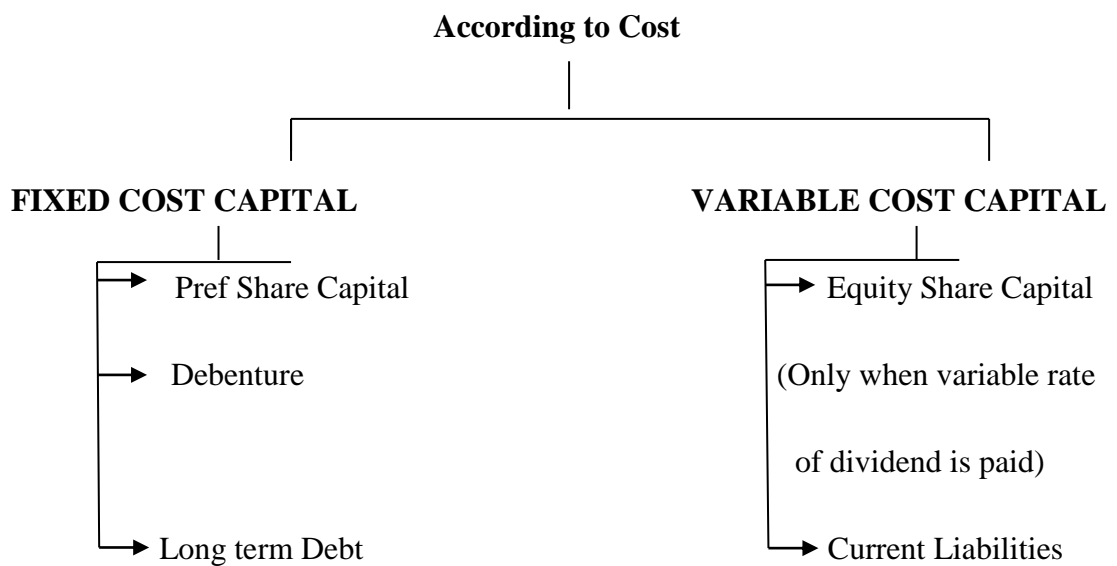 According to Cost
FIXED COST CAPITAL
VARIABLE COST CAPITAL
Pref Share Capital
Equity Share Capital
Debenture
(Only when variable rate
of dividend is paid)
Long term Debt
Current Liabilities